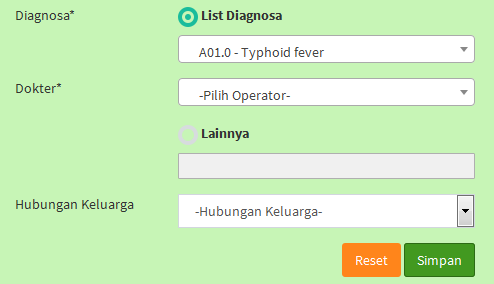 Diagnosa*
List Diagnosa
A01.0 - Typhoid fever
Dokter*
-Pilih Operator-
Lainnya
Hubungan Keluarga
-Hubungan Keluarga-
Reset
Simpan